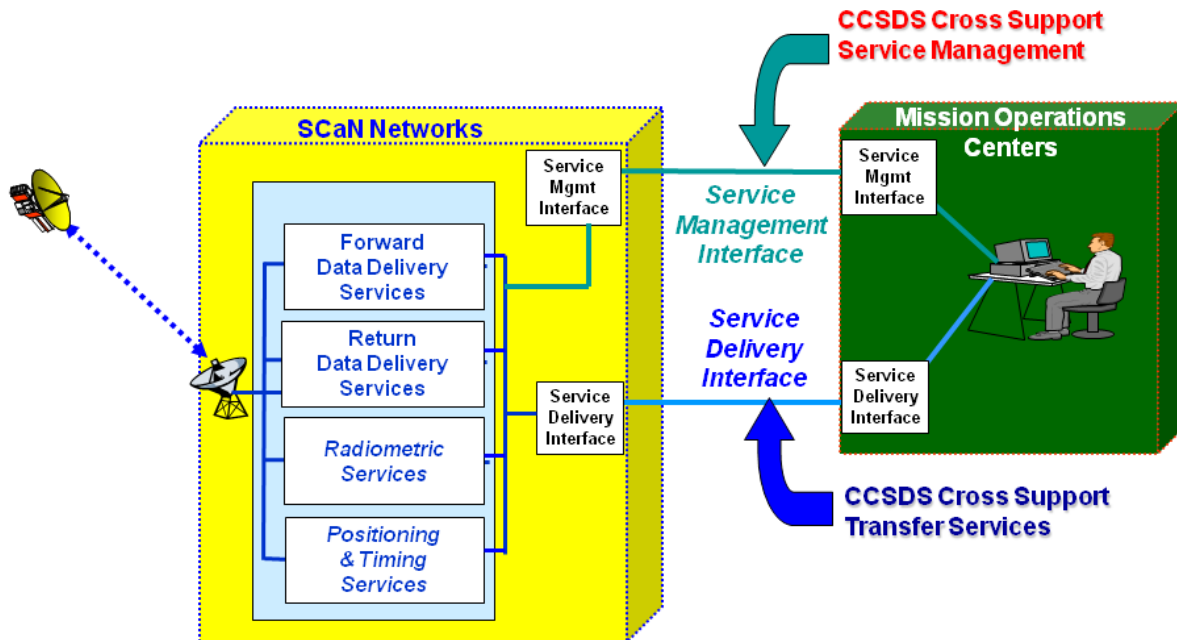 CCSDS Cross Support
Service Management
SCaN Networks
Mission Operations
Centers
Service
Mgmt
Interface
Service
Mgmt
Interface
Service
Management
Interface
Forward
Data Delivery
Services
Return
Data Delivery
Services
Radiometric
Services
Positioning
& Timing
Services
Service
Delivery
Interface
Service
Delivery
Interface
Service
Delivery
Interface
CCSDS Cross Support
Transfer Services